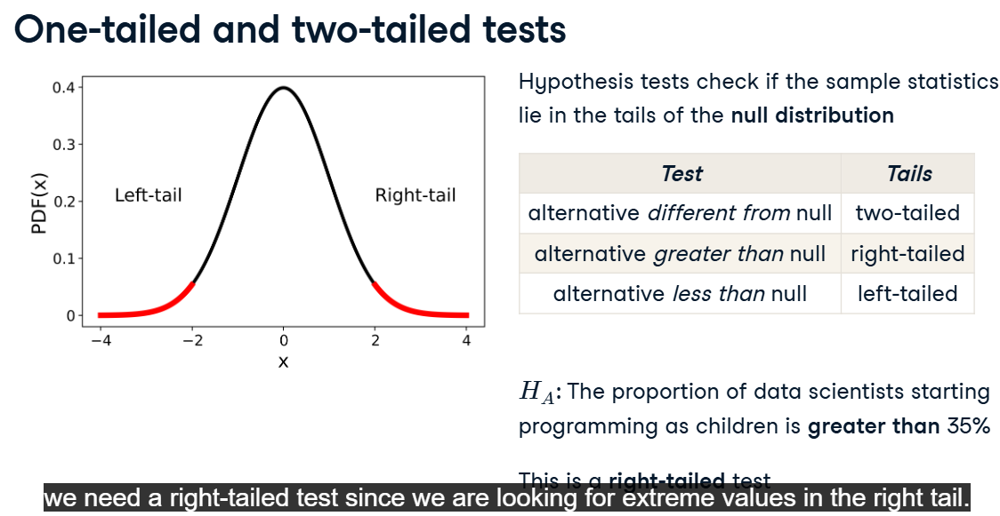 One-tailed and two-tailed tests
Hypothesis tests check if the sample statistics
lie in the tails of the null distribution
0.4
0.3
0.2
0.1
0
PDF(x)
Left-tail
Right-tail
−4
−2
0
2
4
x
Test Tails
alternative different from null two-tailed
alternative greater than null right-tailed
alternative less than null left-tailed
H_A: The proportion of data scientists starting
programming as children is greater than 35%
This is a right-tailed test
we need a right-tailed test since we are looking for extreme values in the right tail.